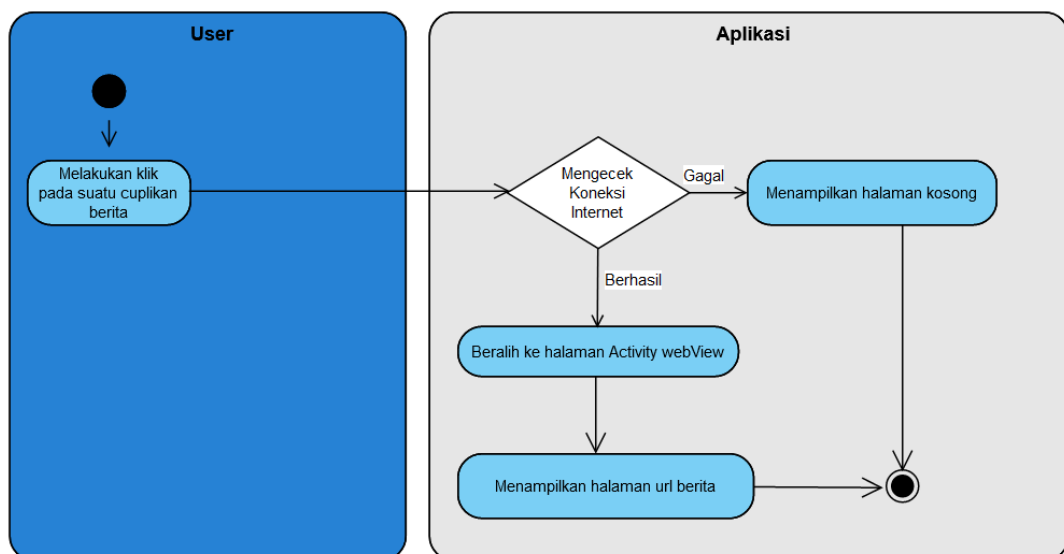 User
Aplikasi
Melakukan klik
pada suatu cuplikan
berita
Mengecek
Koneksi
Internet
Gagal
Menampilkan halaman kosong
Berhasil
Beralih ke halaman Activity webView
Menampilkan halaman url berita